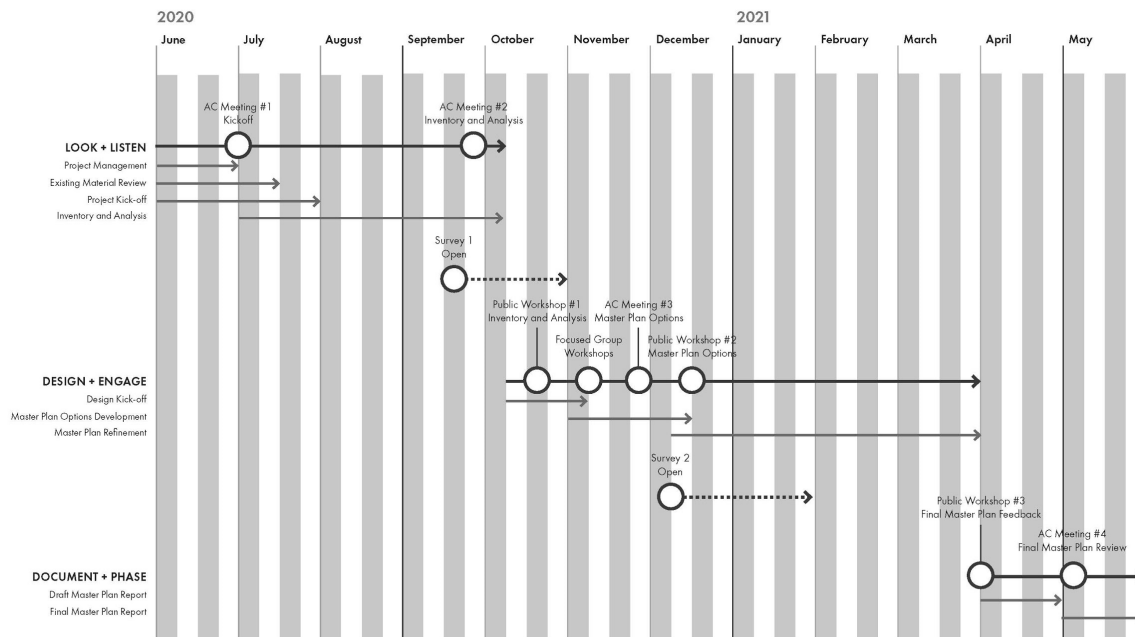 2020
2021
June
July
August
September
October
November
December
January
February
March
April
May
AC Meeting #1
Kickoff
AC Meeting #2
Inventory and Analysis
LOOK + LISTEN
Project Management
Existing Material Review
Project Kick-off
Inventory and Analysis
Survey 1
Open
Public Workshop #1
Inventory and Analysis
AC Meeting #3
Master Plan Options
Focused Group
Workshops
Public Workshop #2
Master Plan Options
DESIGN + ENGAGE
Design Kick-off
Master Plan Options Development
Master Plan Refinement
Survey 2
Open
Public Workshop #3
Final Master Plan Feedback
AC Meeting #4
Final Master Plan Review
DOCUMENT + PHASE
Draft Master Plan Report
Final Master Plan Report